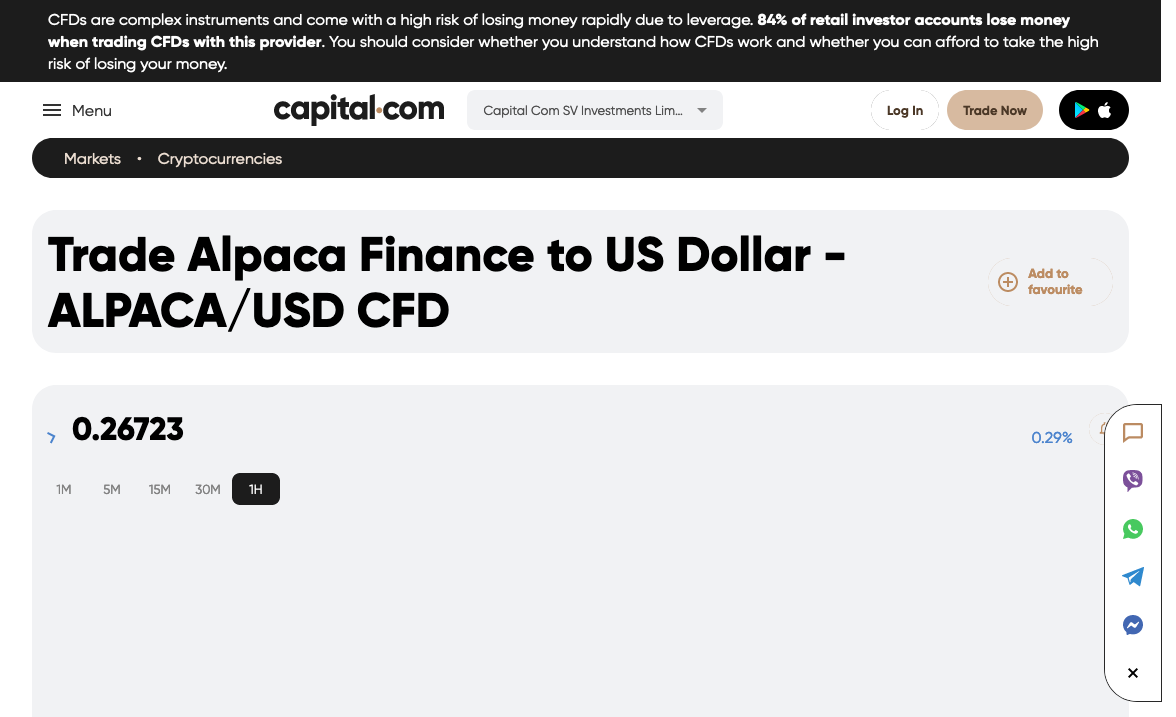 CFDs are complex instruments and come with a high risk of losing money rapidly due to leverage. 84% of retail investor accounts lose money
when trading CFDs with this provider. You should consider whether you understand how CFDs work and whether you can afford to take the high
risk of losing your money.
Menu
capital.com
Capital Com SV Investments Lim...
Log In
Trade Now
Markets • Cryptocurrencies
Trade Alpaca Finance to US Dollar -
ALPACA/USD CFD
Add to
favourite
0.26723
0.29%
1M
5M
15M
30M
1H